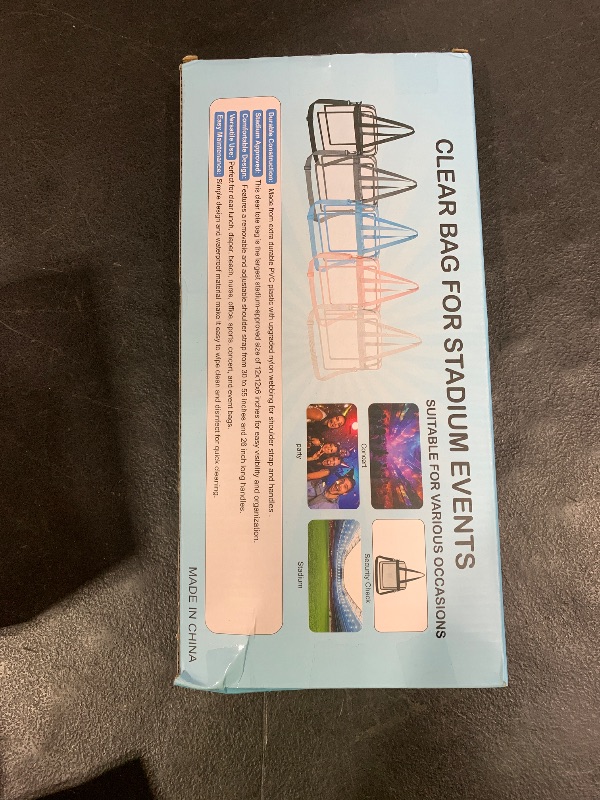 CLEAR BAG FOR STADIUM EVENTS
SUITABLE FOR VARIOUS OCCASIONS
Concert
Security Check
party
Stadium
Durable Construction: Made from extra durable PVC plastic with upgraded nylon webbing for shoulder strap and handles
Stadium Approved: This clear tote bag is the largest stadium-approved size of 12x12x6 inches for easy visibility and organization.
Comfortable Design: Features a removable and adjustable shoulder strap from 30 to 55 inches and 26 inch long handles.
Versatile Use: Perfect for clear lunch, diaper, beach, nurse, office, sports, concert, and event bags.
Easy Maintenance: Simple design and waterproof material make it easy to wipe clean and disinfect for quick cleaning.
MADE IN CHINA